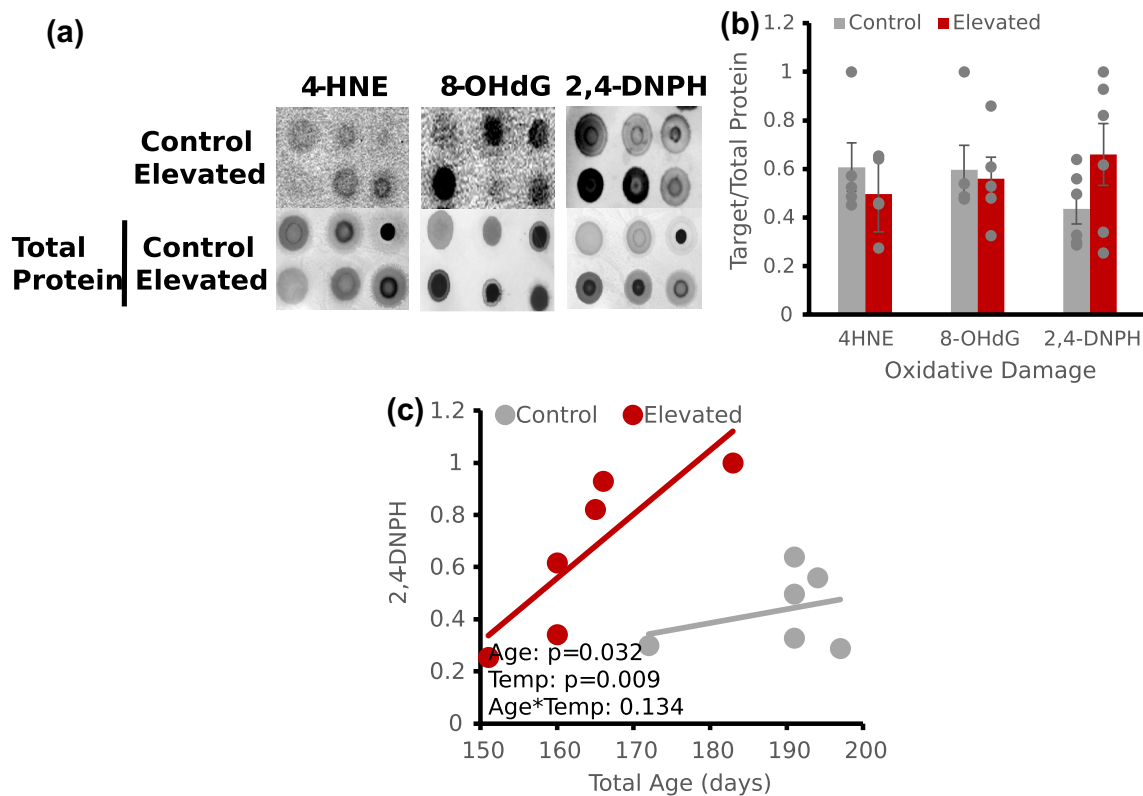 (a)
4-HNE 8-OHdG 2,4-DNPH
Control
Elevated
Total
Protein
Control
Elevated
(b)
Control Elevated
1.2
1
0.8
0.6
0.4
0.2
0
Target/Total Protein
4HNE 8-OHdG 2,4-DNPH
Oxidative Damage
(c)
Control Elevated
1.2
1
0.8
0.6
0.4
0.2
0
2,4-DNPH
Age: p=0.032
Temp: p=0.009
Age*Temp: 0.134
150 160 170 180 190 200
Total Age (days)